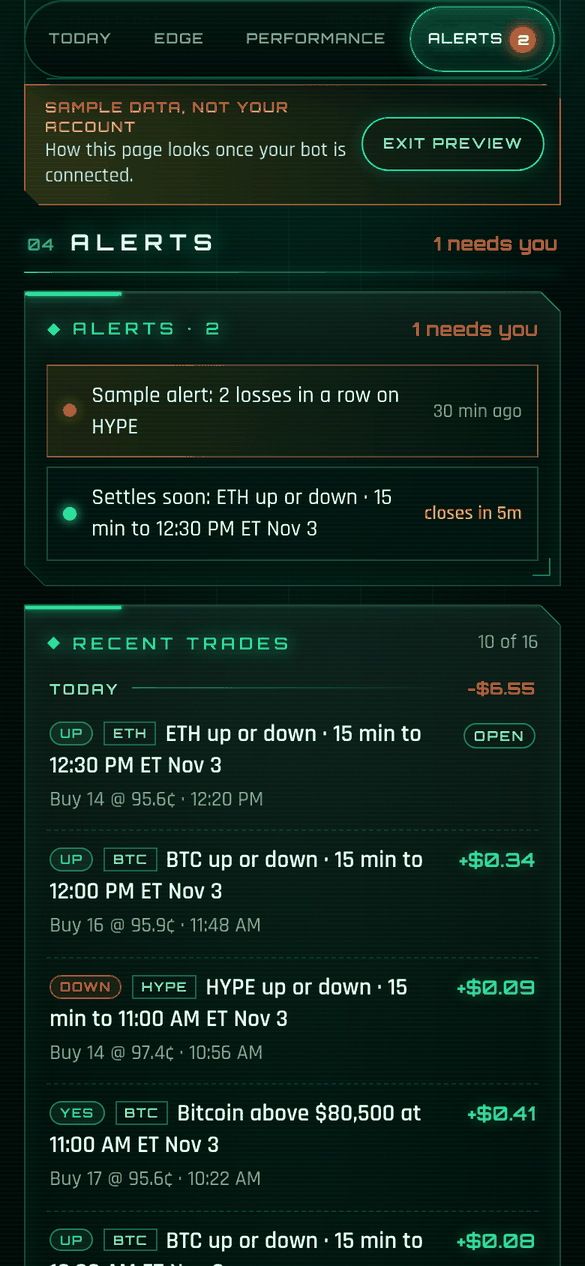 TODAY EDGE PERFORMANCE ALERTS 2
SAMPLE DATA, NOT YOUR
ACCOUNT
How this page looks once your bot is
connected.
EXIT PREVIEW
04 ALERTS 1 needs you
ALERTS · 2 1 needs you
Sample alert: 2 losses in a row on
HYPE
30 min ago
Settles soon: ETH up or down · 15
min to 12:30 PM ET Nov 3
closes in 5m
RECENT TRADES 10 of 16
TODAY -$6.55
UP ETH ETH up or down · 15 min to
12:30 PM ET Nov 3
OPEN
Buy 14 @ 95.6¢ · 12:20 PM
UP BTC BTC up or down · 15 min to
12:00 PM ET Nov 3
+$0.34
Buy 16 @ 95.9¢ · 11:48 AM
DOWN HYPE HYPE up or down · 15
min to 11:00 AM ET Nov 3
+$0.09
Buy 14 @ 97.4¢ · 10:56 AM
YES BTC Bitcoin above $80,500 at
11:00 AM ET Nov 3
+$0.41
Buy 17 @ 95.6¢ · 10:22 AM
UP BTC BTC up or down · 15 min to
+$0.08